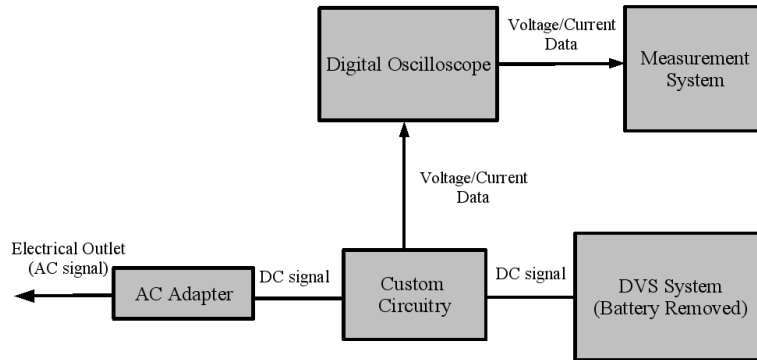 Voltage/Current
Data
Digital Oscilloscope
Measurement
System
Voltage/Current
Data
Electrical Outlet
(AC signal)
AC Adapter
DC signal
Custom
Circuitry
DC signal
DVS System
(Battery Removed)